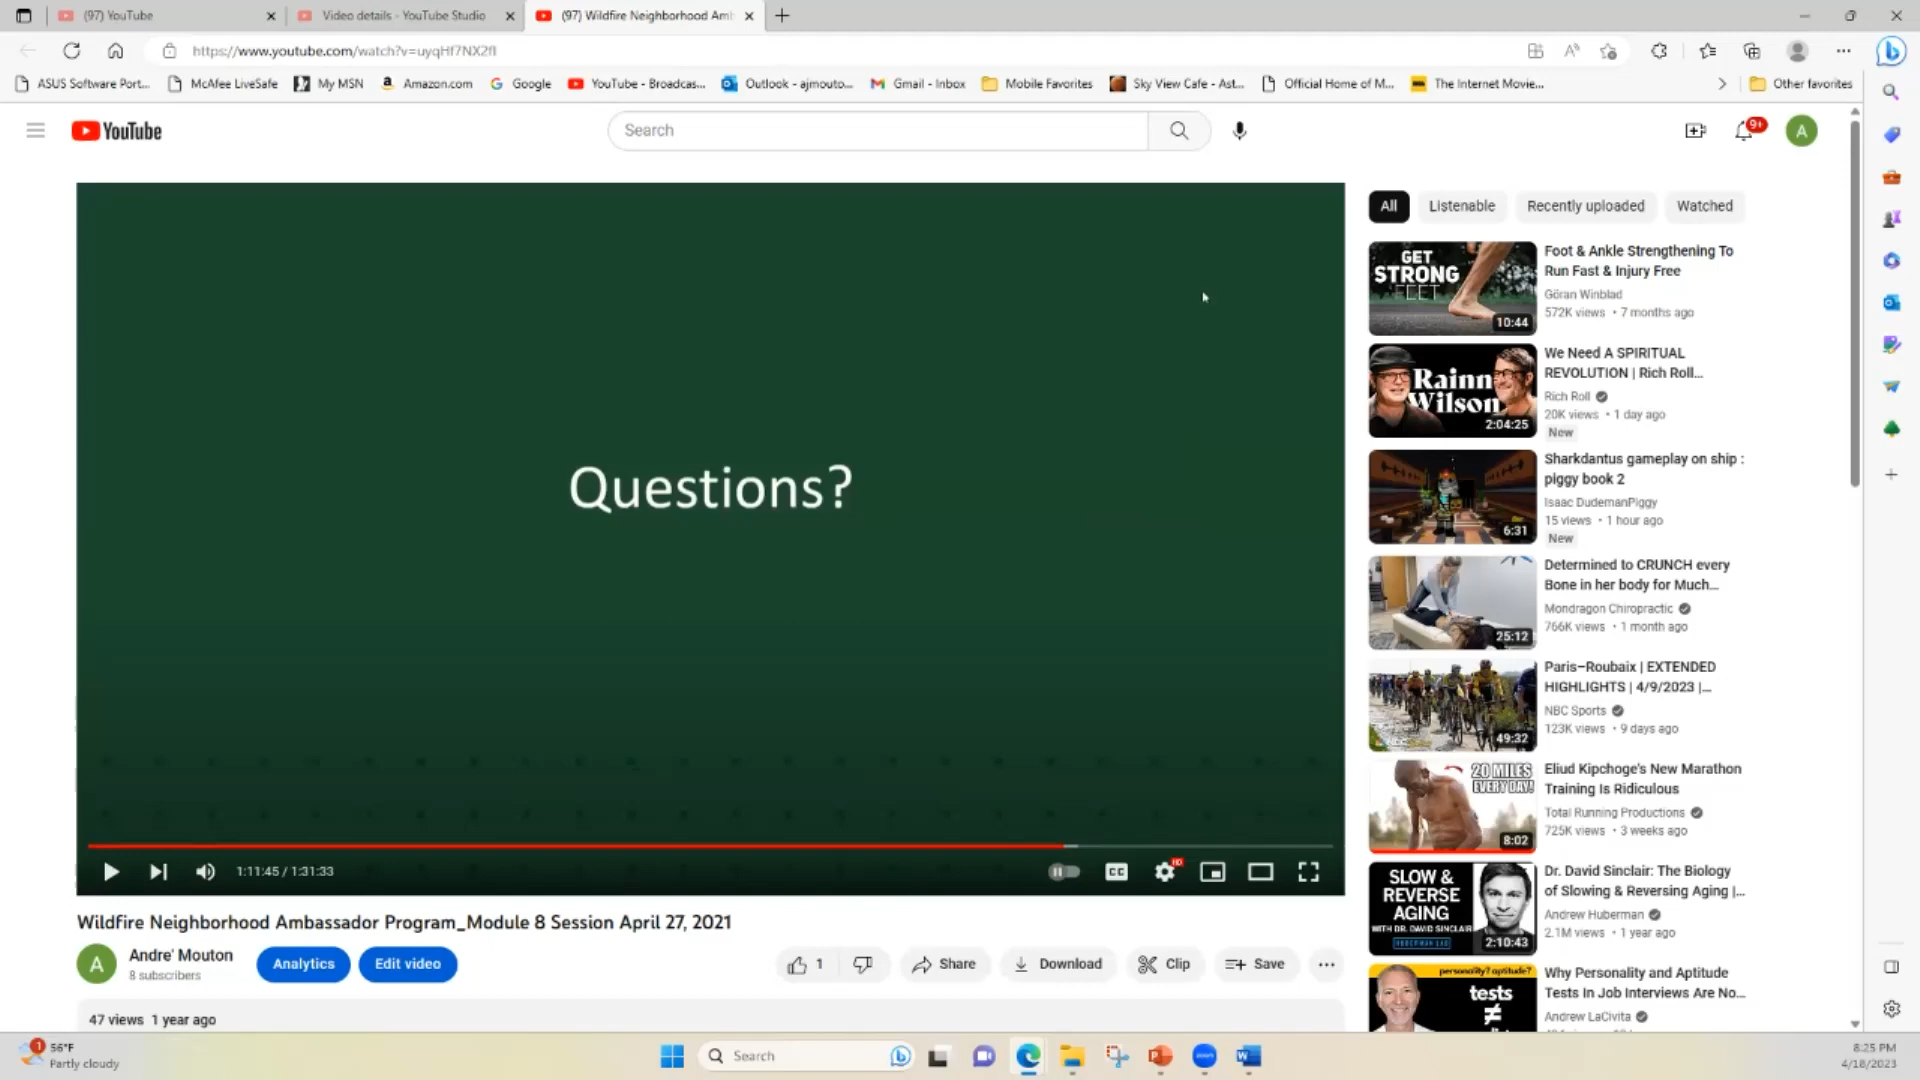 (97) YouTube
Video details - YouTube Studio
(97) Wildfire Neighborhood Amb
https://www.youtube.com/watch?v=uyqHf7NX2fI
ASUS Software Port...
McAfee LiveSafe
My MSN
Amazon.com
Google
YouTube - Broadcas...
Outlook - ajmouto...
Gmail - Inbox
Mobile Favorites
Sky View Cafe - Ast...
Official Home of M...
The Internet Movie...
Other favorites
YouTube
Search
9+
A
All
Listenable
Recently uploaded
Watched
Questions?
1:11:45 / 1:31:33
CC
HD
Wildfire Neighborhood Ambassador Program_Module 8 Session April 27, 2021
A
Andre' Mouton
8 subscribers
Analytics
Edit video
1
Share
Download
Clip
Save
47 views 1 year ago
GET
STRONG
FEET
10:44
Foot & Ankle Strengthening To
Run Fast & Injury Free
Göran Winblad
572K views • 7 months ago
Rainn
Wilson
2:04:25
We Need A SPIRITUAL
REVOLUTION | Rich Roll...
Rich Roll
20K views • 1 day ago
New
6:31
Sharkdantus gameplay on ship :
piggy book 2
Isaac DudemanPiggy
15 views • 1 hour ago
New
25:12
Determined to CRUNCH every
Bone in her body for Much...
Mondragon Chiropractic
766K views • 1 month ago
49:32
Paris–Roubaix | EXTENDED
HIGHLIGHTS | 4/9/2023 |...
NBC Sports
123K views • 9 days ago
20 MILES
EVERY DAY!
8:02
Eliud Kipchoge's New Marathon
Training Is Ridiculous
Total Running Productions
725K views • 3 weeks ago
SLOW &
REVERSE
AGING
WITH DR. DAVID SINCLAIR
HUBERMAN LAB
2:10:43
Dr. David Sinclair: The Biology
of Slowing & Reversing Aging |...
Andrew Huberman
2.1M views • 1 year ago
personality? aptitude?
tests
≠
Why Personality and Aptitude
Tests In Job Interviews Are No...
Andrew LaCivita
1
56°F
Partly cloudy
Search
8:25 PM
4/18/2023